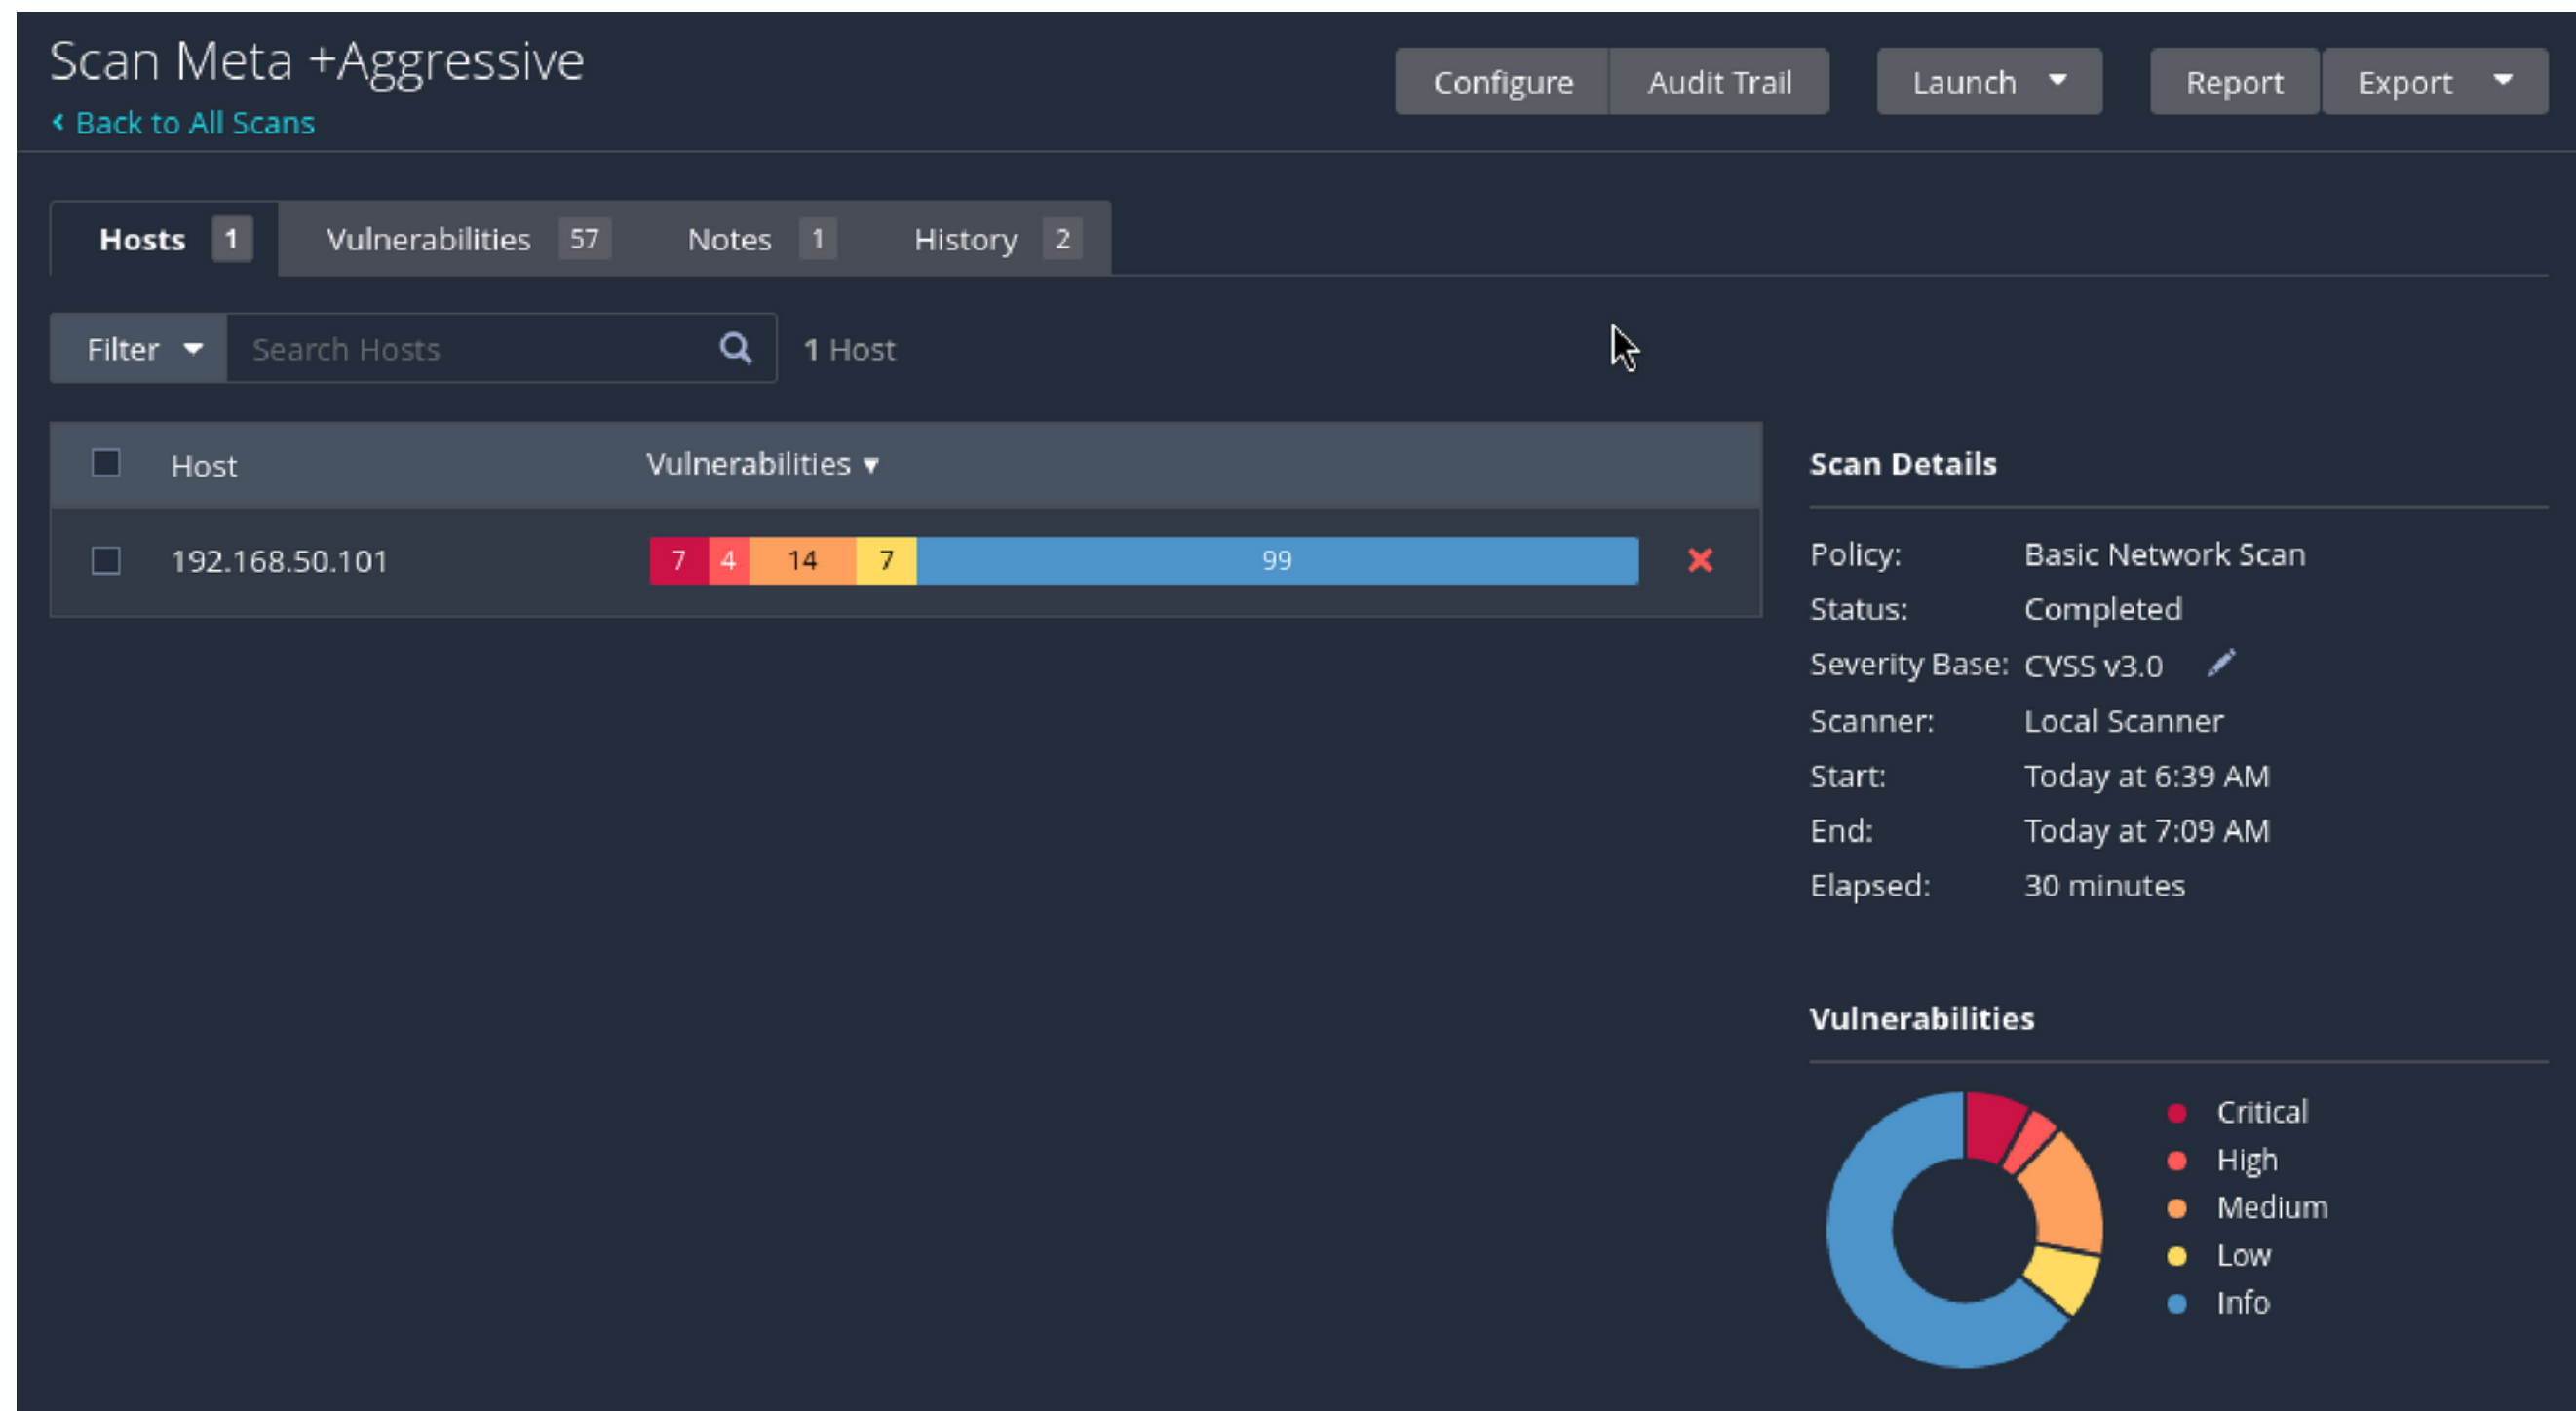 Scan Meta +Aggressive
Back to All Scans
Configure Audit Trail Launch Report Export
Hosts 1 Vulnerabilities 57 Notes 1 History 2
Filter Search Hosts 1 Host
Host Vulnerabilities
192.168.50.101 7 4 14 7 99
Scan Details
Policy: Basic Network Scan
Status: Completed
Severity Base: CVSS v3.0
Scanner: Local Scanner
Start: Today at 6:39 AM
End: Today at 7:09 AM
Elapsed: 30 minutes
Vulnerabilities
Critical
High
Medium
Low
Info